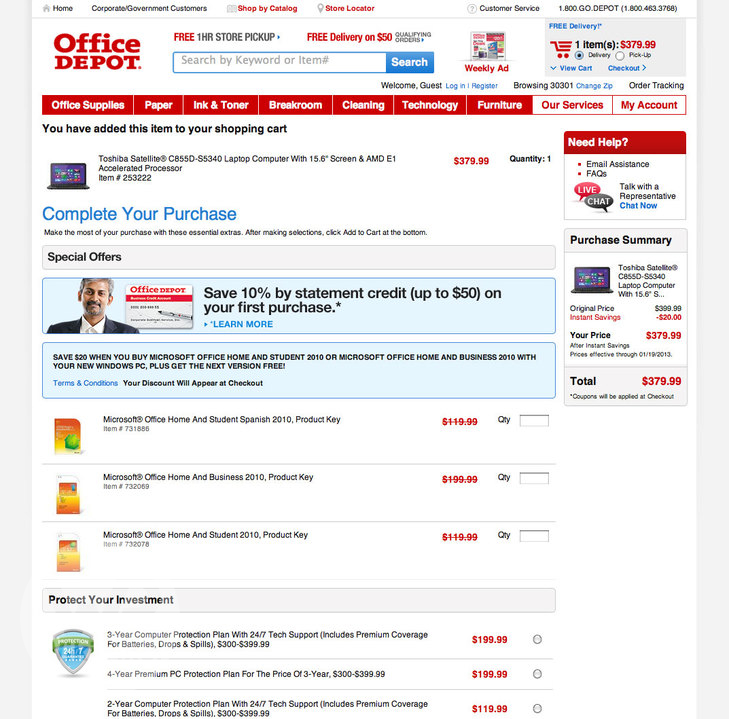 Home Corporate/Government Customers Shop by Catalog Store Locator Customer Service 1.800.GO.DEPOT (1.800.463.3768)
Office DEPOT.
FREE 1HR STORE PICKUP FREE Delivery on $50 QUALIFYING ORDERS
Search by Keyword or Item# Search
Weekly Ad
FREE Delivery!*
1 item(s): $379.99
Delivery Pick-Up
View Cart Checkout
Welcome, Guest Log in / Register Browsing 30301 Change Zip Order Tracking
Office Supplies Paper Ink & Toner Breakroom Cleaning Technology Furniture Our Services My Account
You have added this item to your shopping cart
Toshiba Satellite® C855D-S5340 Laptop Computer With 15.6" Screen & AMD E1
Accelerated Processor
Item # 253222
$379.99 Quantity: 1
Complete Your Purchase
Make the most of your purchase with these essential extras. After making selections, click Add to Cart at the bottom.
Special Offers
Office DEPOT
Business Credit Account
Save 10% by statement credit (up to $50) on
your first purchase.*
*LEARN MORE
SAVE $20 WHEN YOU BUY MICROSOFT OFFICE HOME AND STUDENT 2010 OR MICROSOFT OFFICE HOME AND BUSINESS 2010 WITH
YOUR NEW WINDOWS PC, PLUS GET THE NEXT VERSION FREE!
Terms & Conditions Your Discount Will Appear at Checkout
Microsoft® Office Home And Student Spanish 2010, Product Key $119.99 Qty
Item # 731886
Microsoft® Office Home And Business 2010, Product Key $199.99 Qty
Item # 732069
Microsoft® Office Home And Student 2010, Product Key $119.99 Qty
Item # 732078
Protect Your Investment
PROTECTION
24/7
3-Year Computer Protection Plan With 24/7 Tech Support (Includes Premium Coverage
For Batteries, Drops & Spills), $300-$399.99
$199.99
4-Year Premium PC Protection Plan For The Price Of 3-Year, $300-$399.99 $199.99
2-Year Computer Protection Plan With 24/7 Tech Support (Includes Premium Coverage
For Batteries, Drops & Spills), $300-$399.99
$119.99
Need Help?
Email Assistance
FAQs
LIVE CHAT
Talk with a
Representative
Chat Now
Purchase Summary
Toshiba Satellite®
C855D-S5340
Laptop Computer
With 15.6" S...
Original Price $399.99
Instant Savings -$20.00
Your Price $379.99
After Instant Savings
Prices effective through 01/19/2013.
Total $379.99
*Coupons will be applied at Checkout